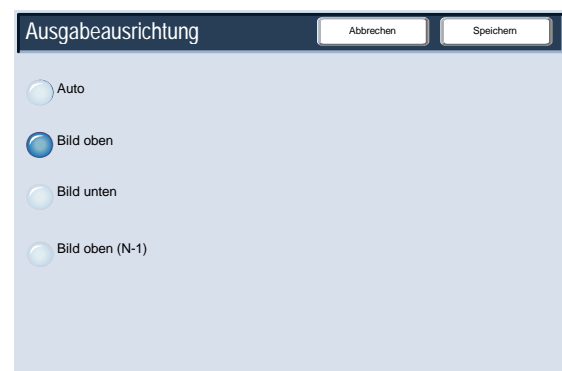 Ausgabeausrichtung Abbrechen Speichern
Auto
Bild oben
Bild unten
Bild oben (N-1)